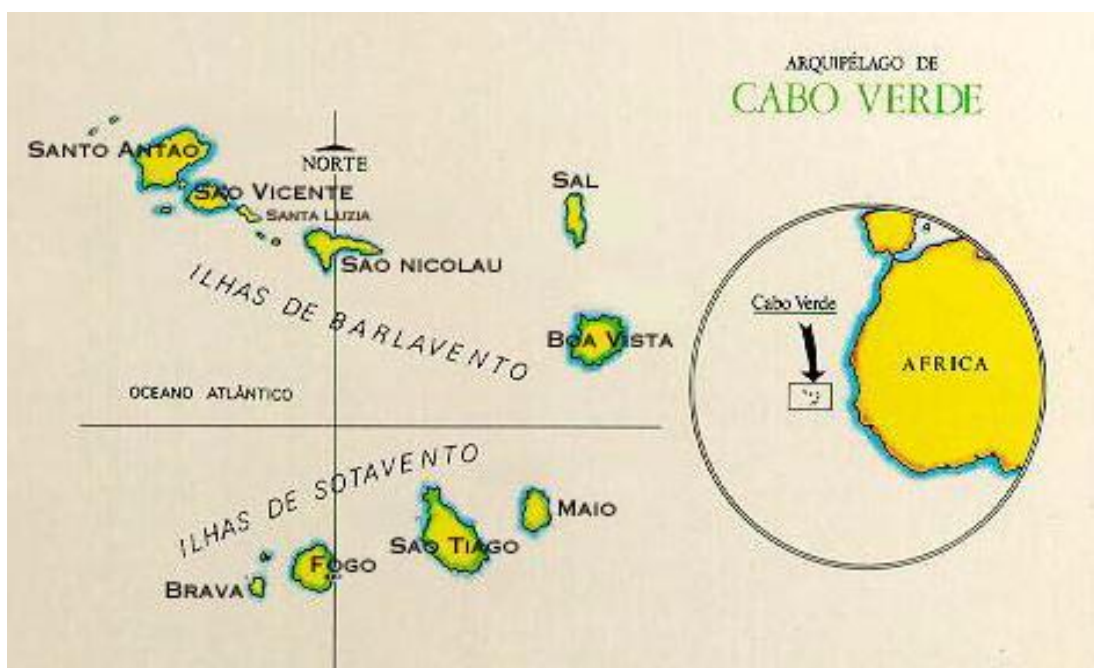 ARQUIPÉLAGO DE
CABO VERDE
SANTO ANTAO
NORTE
SAO VICENTE
SANTA LUZIA
SAL
SAO NICOLAU
ILHAS DE BARLAVENTO
BOA VISTA
Cabo Verde
AFRICA
OCEANO ATLÂNTICO
ILHAS DE SOTAVENTO
MAIO
SAO TIAGO
FOGO
BRAVA